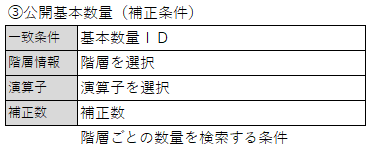 ③公開基本数量（補正条件）
一致条件 基本数量ＩＤ
階層情報 階層を選択
演算子 演算子を選択
補正数 補正数
階層ごとの数量を検索する条件